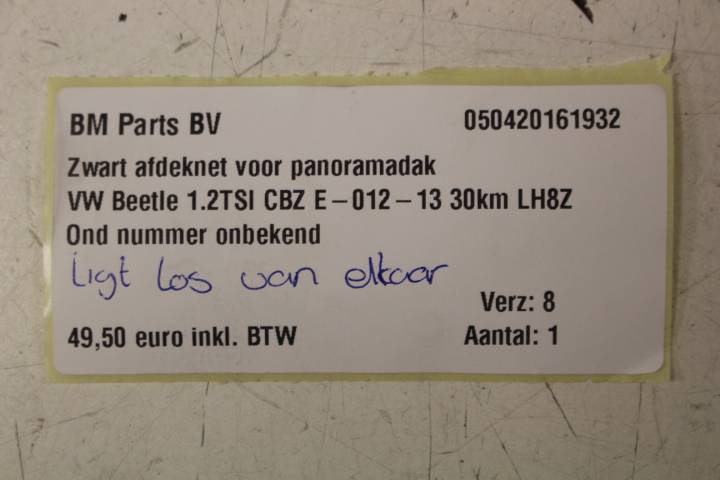 BM Parts BV 050420161932
Zwart afdeknet voor panoramadak
VW Beetle 1.2TSI CBZ E-012-13 30km LH8Z
Ond nummer onbekend
Ligt los van elkaar
Verz: 8
49,50 euro inkl. BTW Aantal: 1